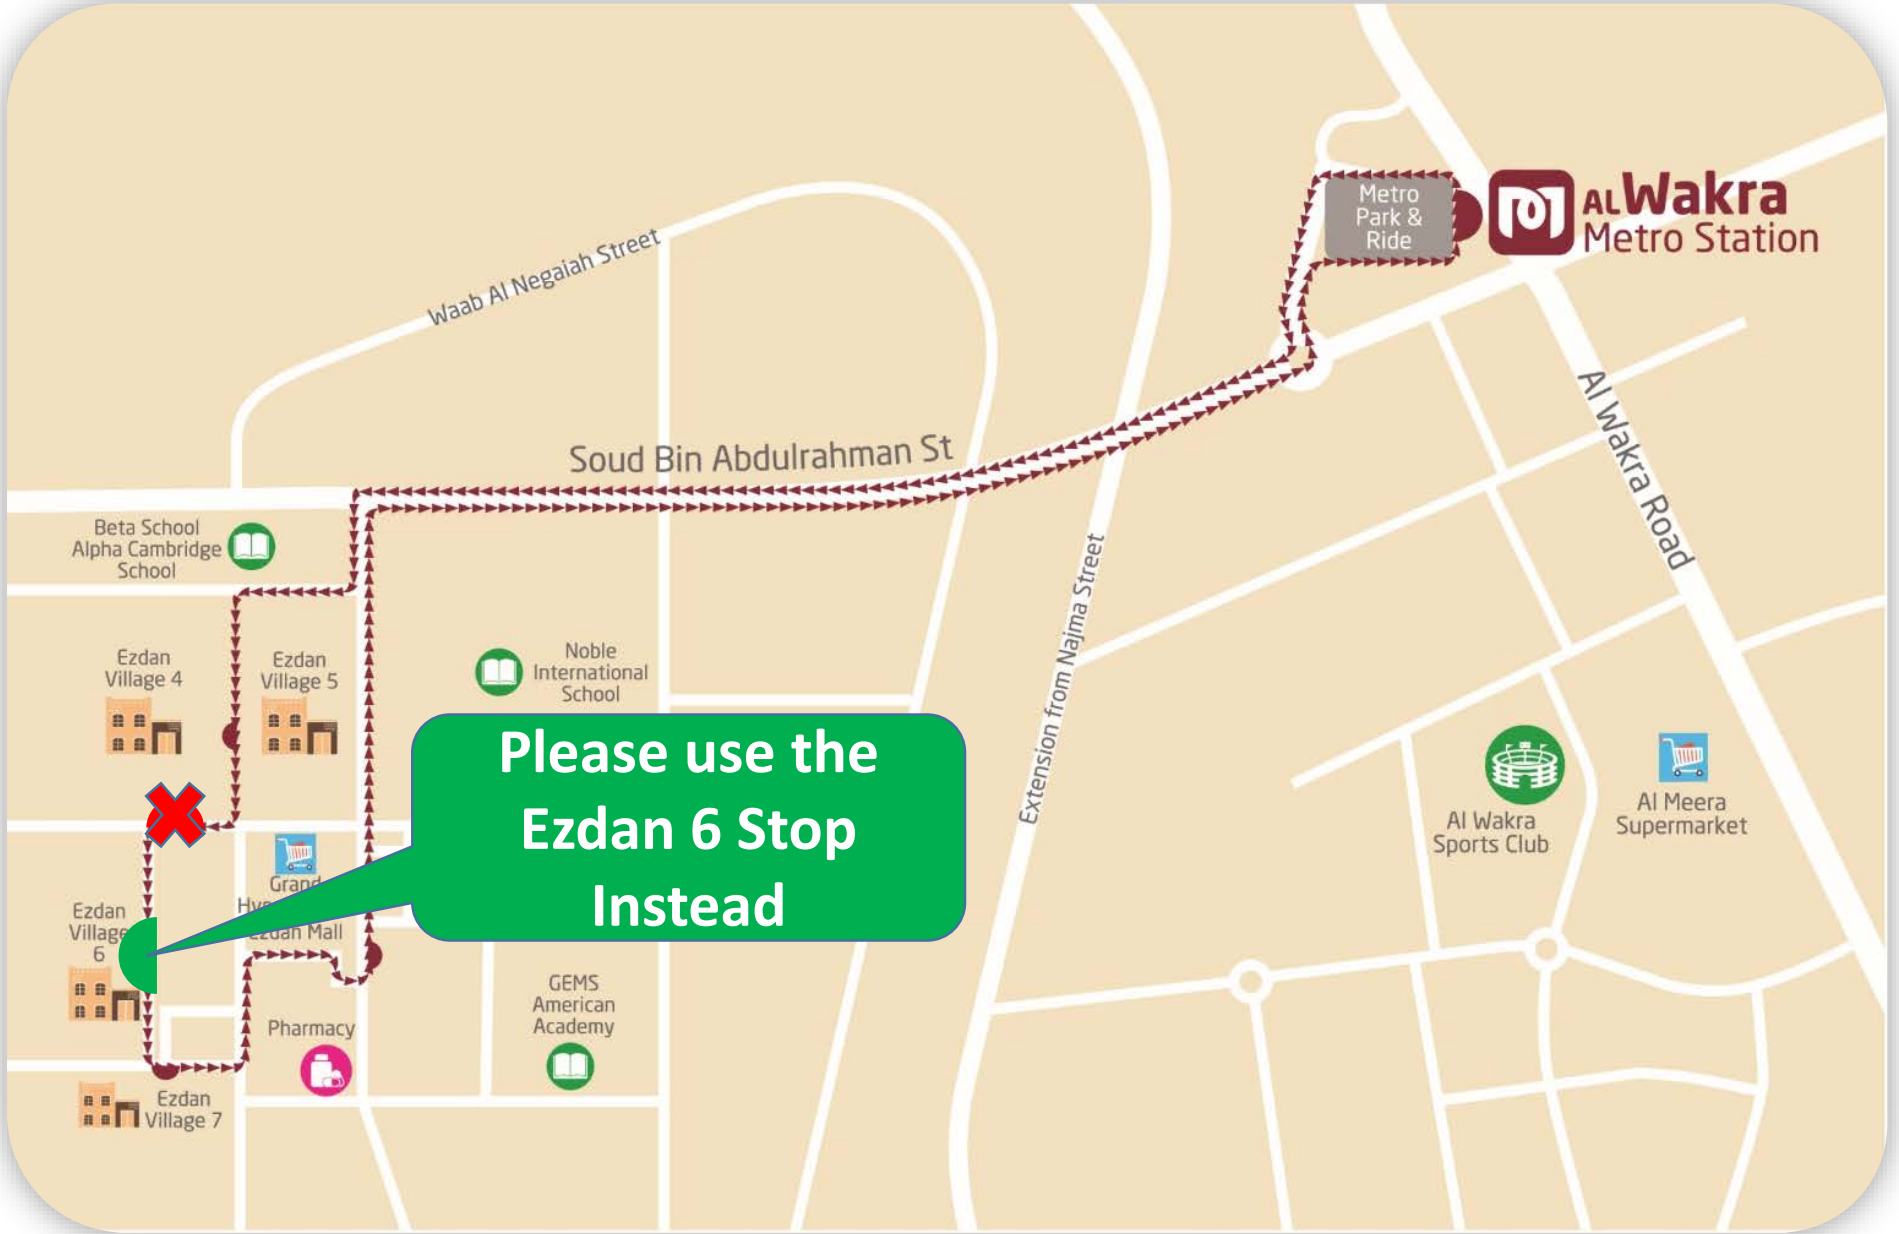 Metro
Park &
Ride
AL Wakra
Metro Station
Waab Al Negaiah Street
Soud Bin Abdulrahman St
Al Wakra Road
Extension from Najma Street
Beta School
Alpha Cambridge
School
Ezdan
Village 4
Ezdan
Village 5
Noble
International
School
Please use the
Ezdan 6 Stop
Instead
Al Wakra
Sports Club
Al Meera
Supermarket
Grand
Ezdan Mall
Ezdan
Village
6
GEMS
American
Academy
Pharmacy
Ezdan
Village 7